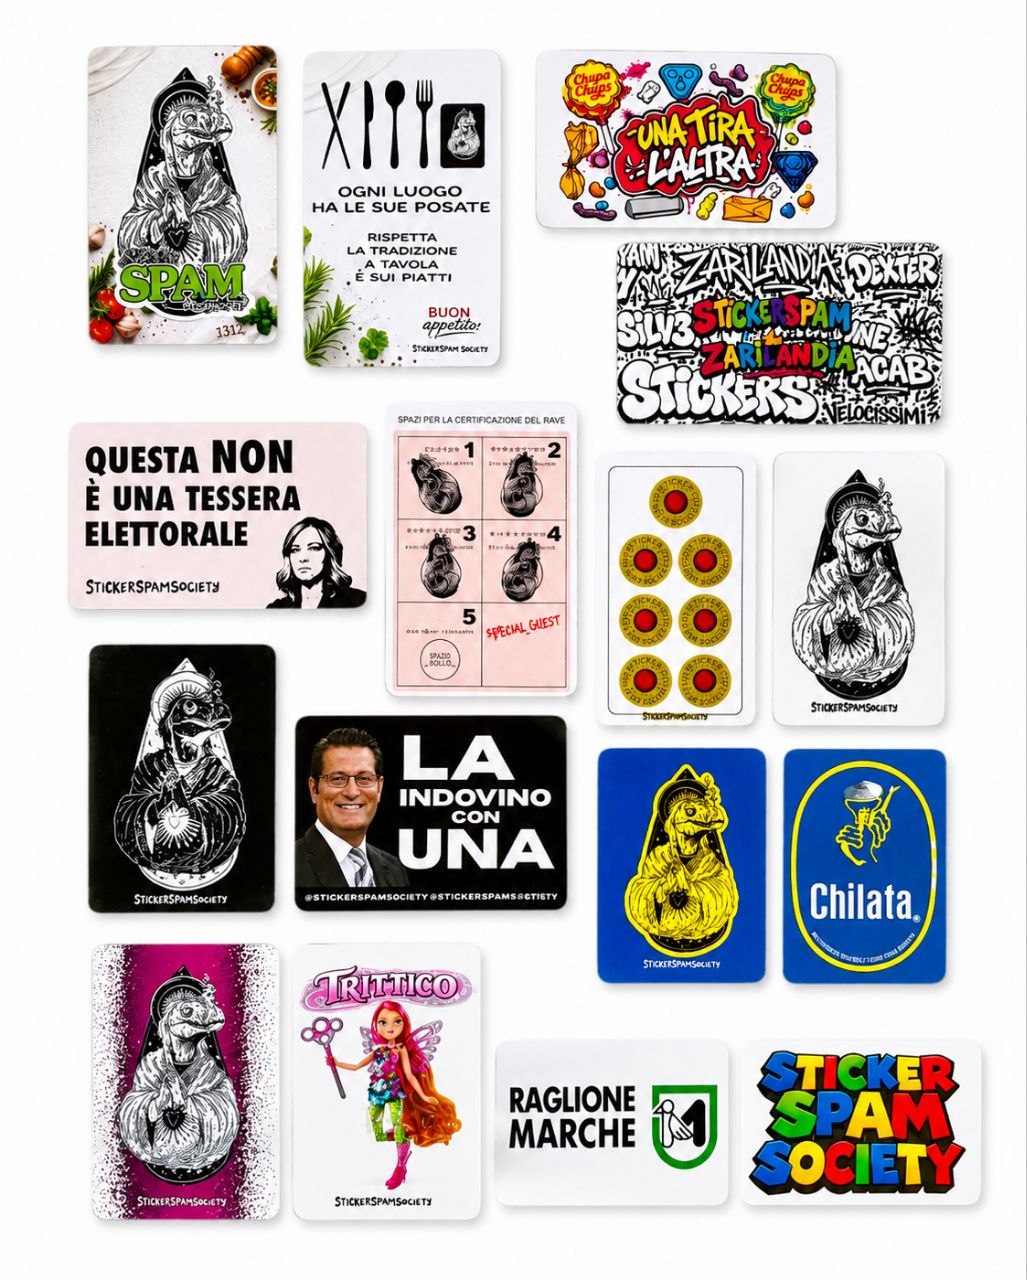 SPAM
1312
OGNI LUOGO
HA LE SUE POSATE
RISPETTA
LA TRADIZIONE
A TAVOLA
E SUI PIATTI
BUON
appetito!
STICKERSPAM SOCIETY
Chupa
Chups
Chupa
Chups
UNA TIRA
L'ALTRA
ZARILANDIA
DEXTER
SILV3
STICKERSPAM
ZARILANDIA
ACAB
STICKERS
VELOCISSIMI
QUESTA NON
È UNA TESSERA
ELETTORALE
STICKERSPAMSOCIETY
SPAZI PER LA CERTIFICAZIONE DEL RAVE
1
2
3
4
5
SPAZIO
BOLLO
SPECIAL_GUEST
STICKERSPAMSOCIETY
STICKERSPAMSOCIETY
STICKERSPAMSOCIETY
LA
INDOVINO
CON
UNA
@STICKERSPAMSOCIETY
STICKERSPAMSOCIETY
Chilata
STICKERSPAMSOCIETY
TRITTICO
STICKERSPAMSOCIETY
RAGLIONE
MARCHE
STICKER
SPAM
SOCIETY